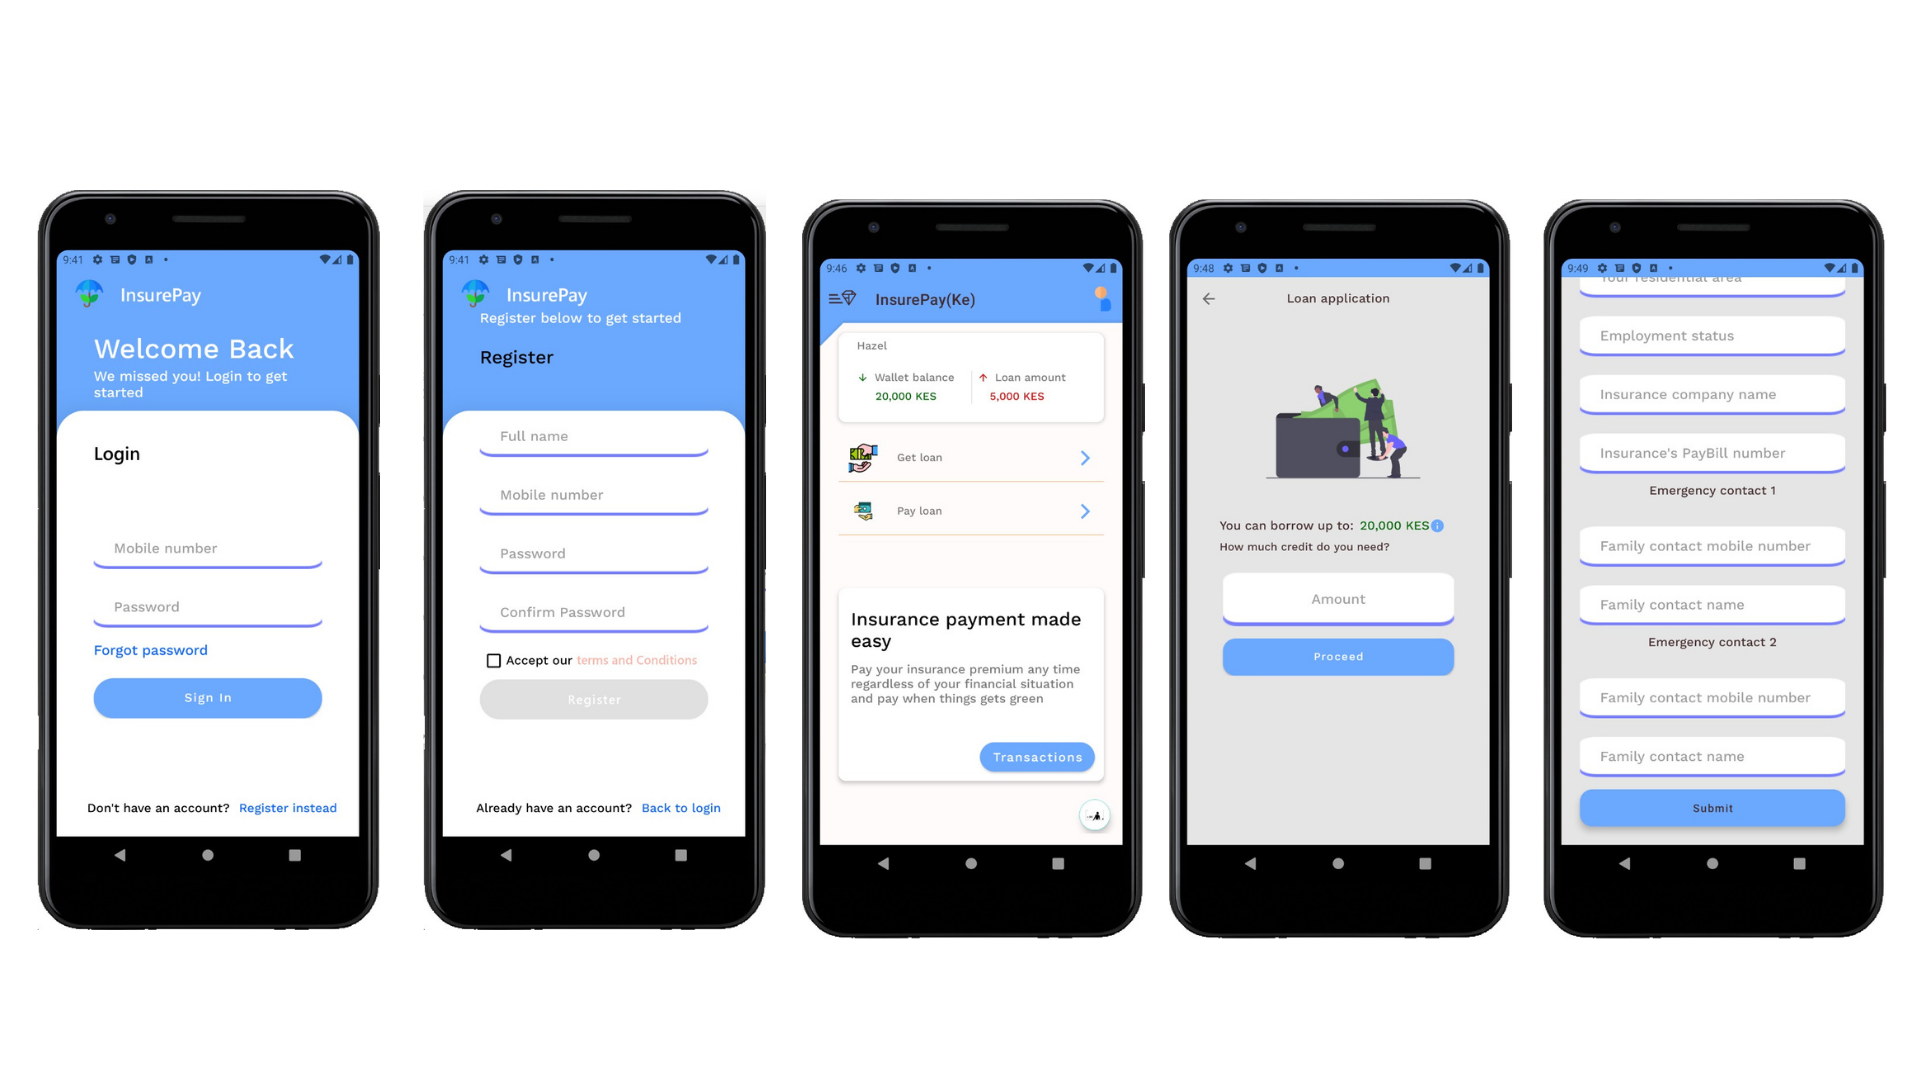 9:41
InsurePay
Welcome Back
We missed you! Login to get
started
Login
Mobile number
Password
Forgot password
Sign In
Don't have an account? Register instead
9:41
InsurePay
Register below to get started
Register
Full name
Mobile number
Password
Confirm Password
Accept our terms and Conditions
Register
Already have an account? Back to login
9:46
InsurePay(Ke)
Hazel
Wallet balance
20,000 KES
Loan amount
5,000 KES
Get loan
Pay loan
Insurance payment made
easy
Pay your insurance premium any time
regardless of your financial situation
and pay when things gets green
Transactions
9:48
Loan application
You can borrow up to: 20,000 KES
How much credit do you need?
Amount
Proceed
9:49
Your residential area
Employment status
Insurance company name
Insurance's PayBill number
Emergency contact 1
Family contact mobile number
Family contact name
Emergency contact 2
Family contact mobile number
Family contact name
Submit